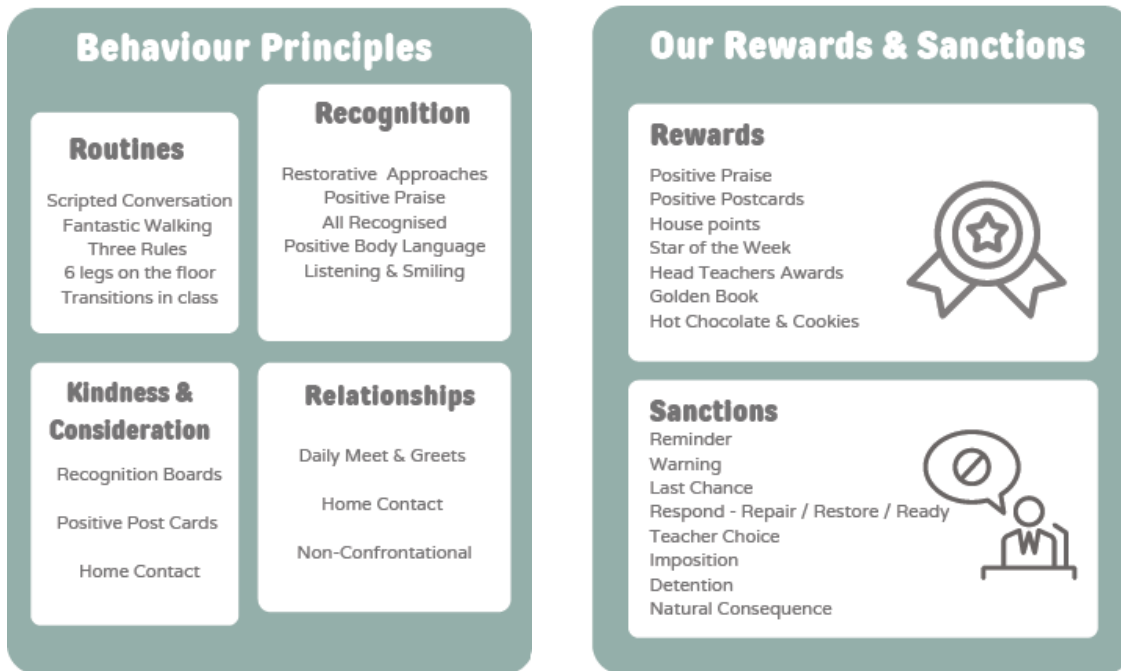 Behaviour Principles
Routines
Scripted Conversation
Fantastic Walking
Three Rules
6 legs on the floor
Transitions in class
Recognition
Restorative Approaches
Positive Praise
All Recognised
Positive Body Language
Listening & Smiling
Kindness &
Consideration
Recognition Boards
Positive Post Cards
Home Contact
Relationships
Daily Meet & Greets
Home Contact
Non-Confrontational
Our Rewards & Sanctions
Rewards
Positive Praise
Positive Postcards
House points
Star of the Week
Head Teachers Awards
Golden Book
Hot Chocolate & Cookies
Sanctions
Reminder
Warning
Last Chance
Respond - Repair / Restore / Ready
Teacher Choice
Imposition
Detention
Natural Consequence